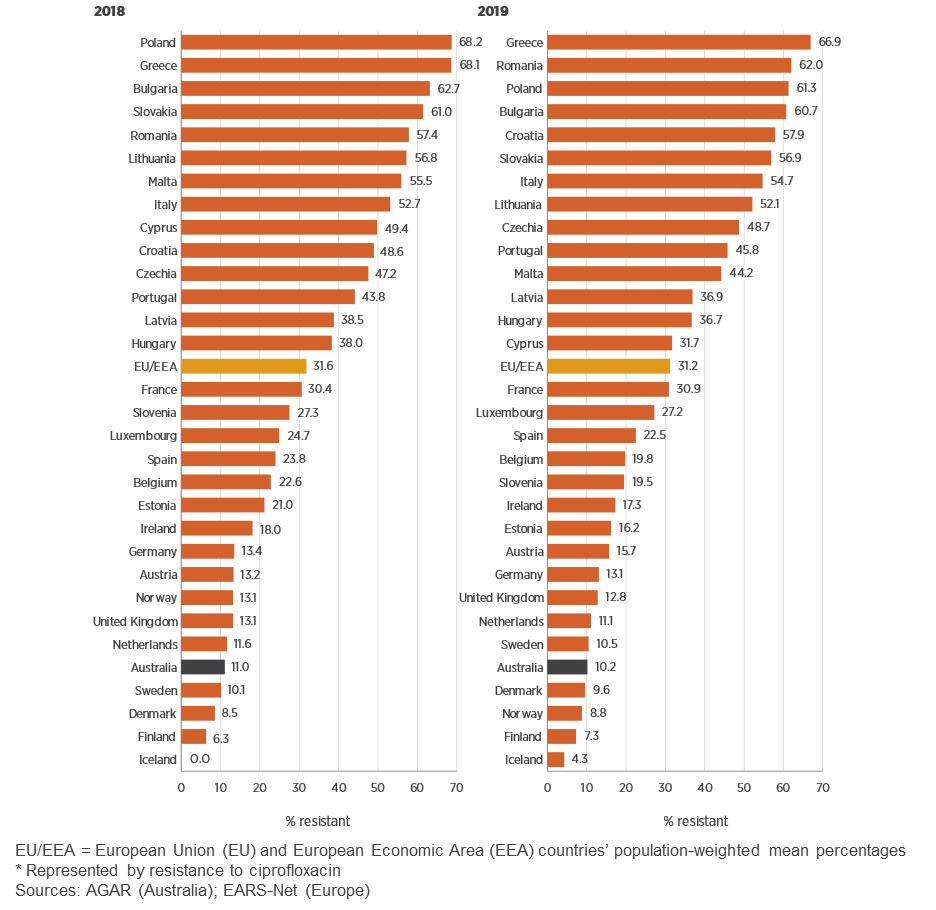 2018
Poland 68.2
Greece 68.1
Bulgaria 62.7
Slovakia 61.0
Romania 57.4
Lithuania 56.8
Malta 55.5
Italy 52.7
Cyprus 49.4
Croatia 48.6
Czechia 47.2
Portugal 43.8
Latvia 38.5
Hungary 38.0
EU/EEA 31.6
France 30.4
Slovenia 27.3
Luxembourg 24.7
Spain 23.8
Belgium 22.6
Estonia 21.0
Ireland 18.0
Germany 13.4
Austria 13.2
Norway 13.1
United Kingdom 13.1
Netherlands 11.6
Australia 11.0
Sweden 10.1
Denmark 8.5
Finland 6.3
Iceland 0.0
0 10 20 30 40 50 60 70
% resistant
2019
Greece 66.9
Romania 62.0
Poland 61.3
Bulgaria 60.7
Croatia 57.9
Slovakia 56.9
Italy 54.7
Lithuania 52.1
Czechia 48.7
Portugal 45.8
Malta 44.2
Latvia 36.9
Hungary 36.7
Cyprus 31.7
EU/EEA 31.2
France 30.9
Luxembourg 27.2
Spain 22.5
Belgium 19.8
Slovenia 19.5
Ireland 17.3
Estonia 16.2
Austria 15.7
Germany 13.1
United Kingdom 12.8
Netherlands 11.1
Sweden 10.5
Australia 10.2
Denmark 9.6
Norway 8.8
Finland 7.3
Iceland 4.3
0 10 20 30 40 50 60 70
% resistant
EU/EEA = European Union (EU) and European Economic Area (EEA) countries' population-weighted mean percentages
* Represented by resistance to ciprofloxacin
Sources: AGAR (Australia); EARS-Net (Europe)